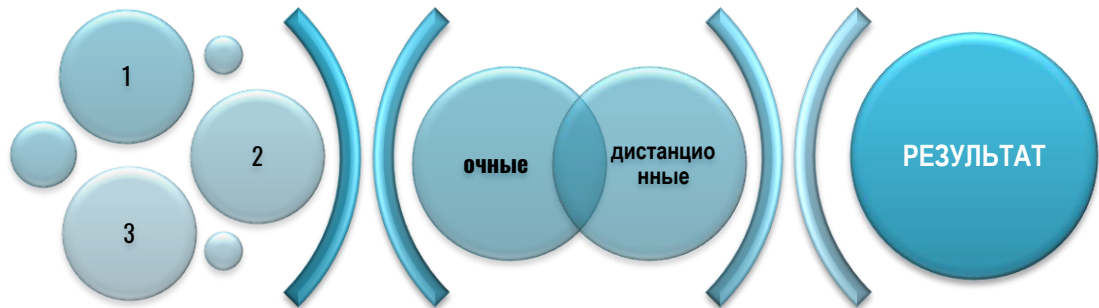 1
2
3
очные
дистанцио
нные
РЕЗУЛЬТАТ